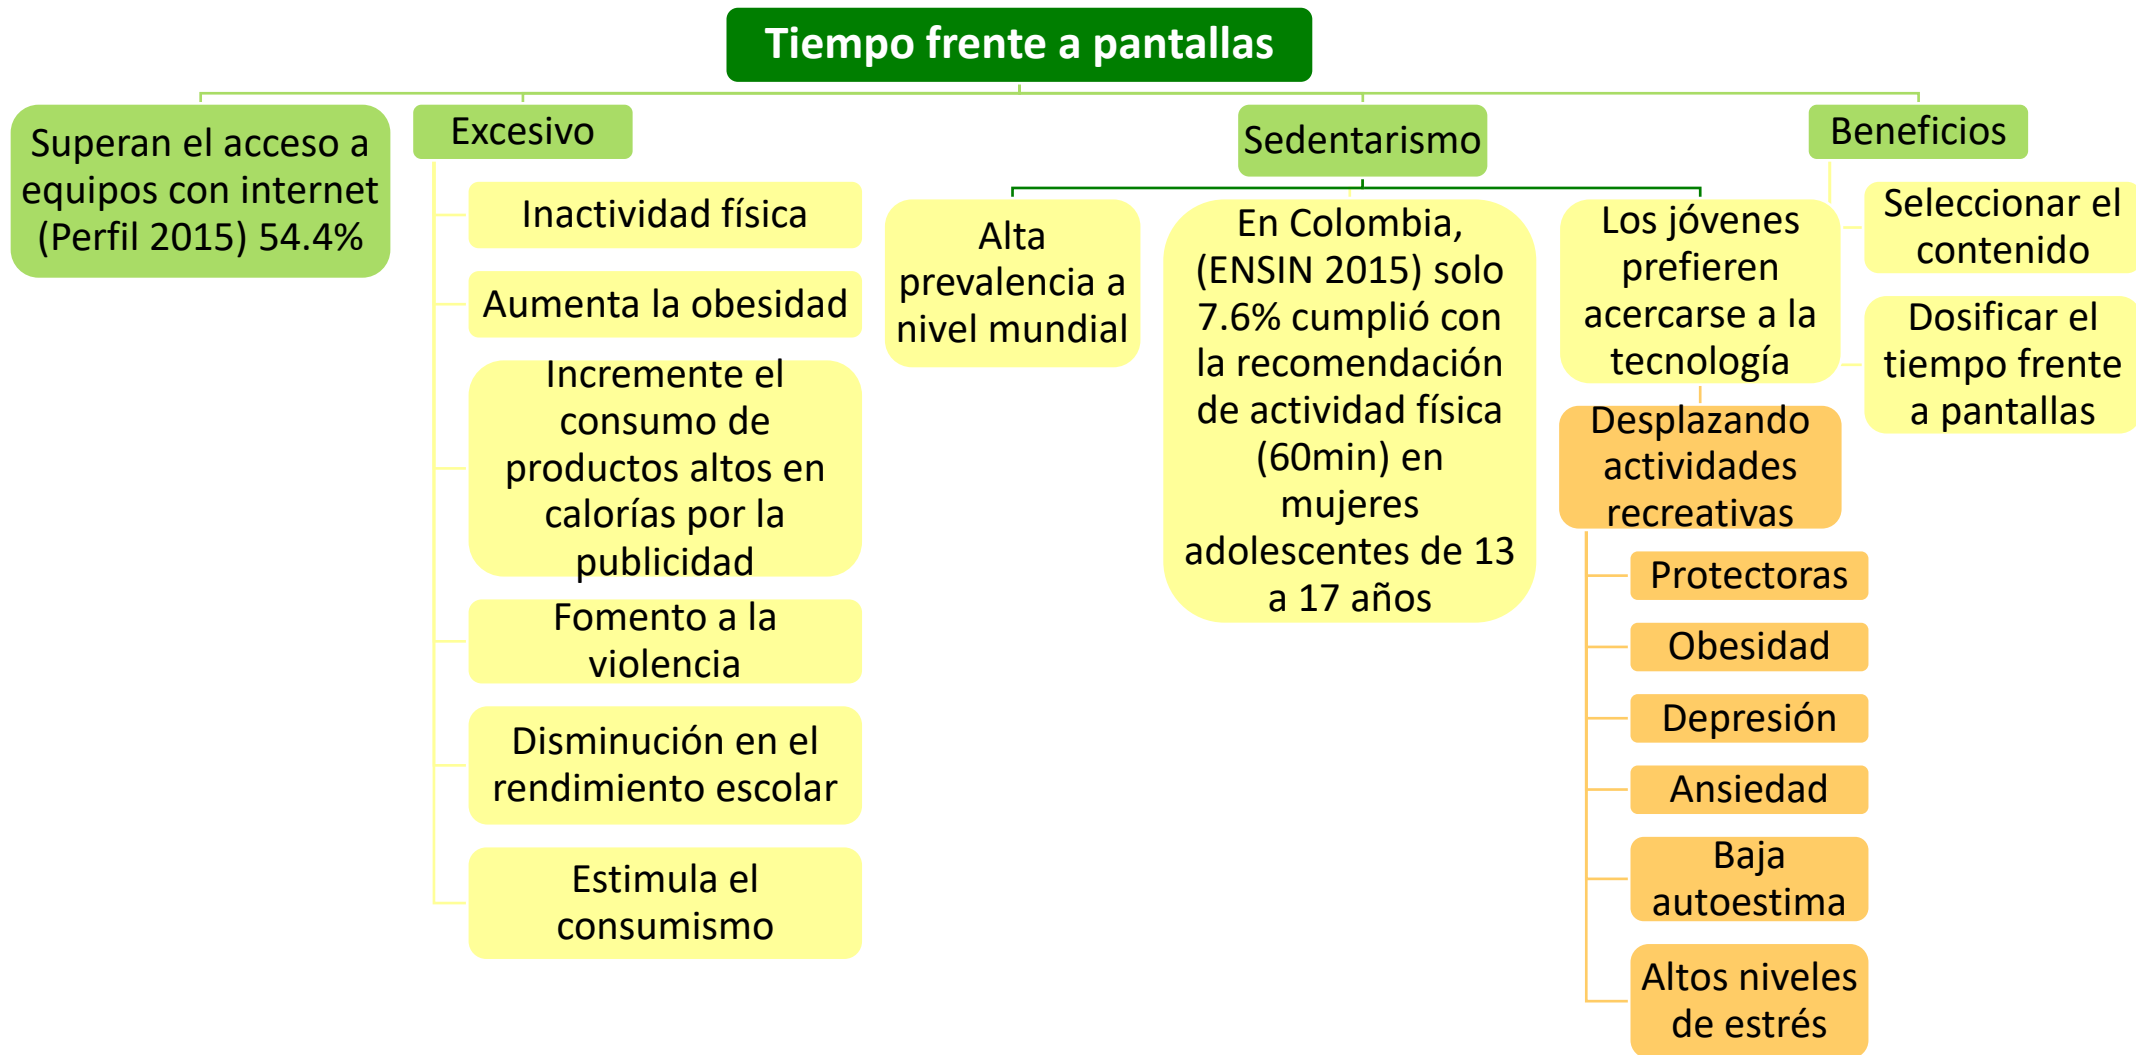 Tiempo frente a pantallas
Superan el acceso a
equipos con internet
(Perfil 2015) 54.4%
Excesivo
Inactividad física
Aumenta la obesidad
Incremente el
consumo de
productos altos en
calorías por la
publicidad
Fomento a la
violencia
Disminución en el
rendimiento escolar
Estimula el
consumismo
Sedentarismo
Alta
prevalencia a
nivel mundial
En Colombia,
(ENSIN 2015) solo
7.6% cumplió con
la recomendación
de actividad física
(60min) en
mujeres
adolescentes de 13
a 17 años
Los jóvenes
prefieren
acercarse a la
tecnología
Desplazando
actividades
recreativas
Protectoras
Obesidad
Depresión
Ansiedad
Baja
autoestima
Altos niveles
de estrés
Beneficios
Seleccionar el
contenido
Dosificar el
tiempo frente
a pantallas